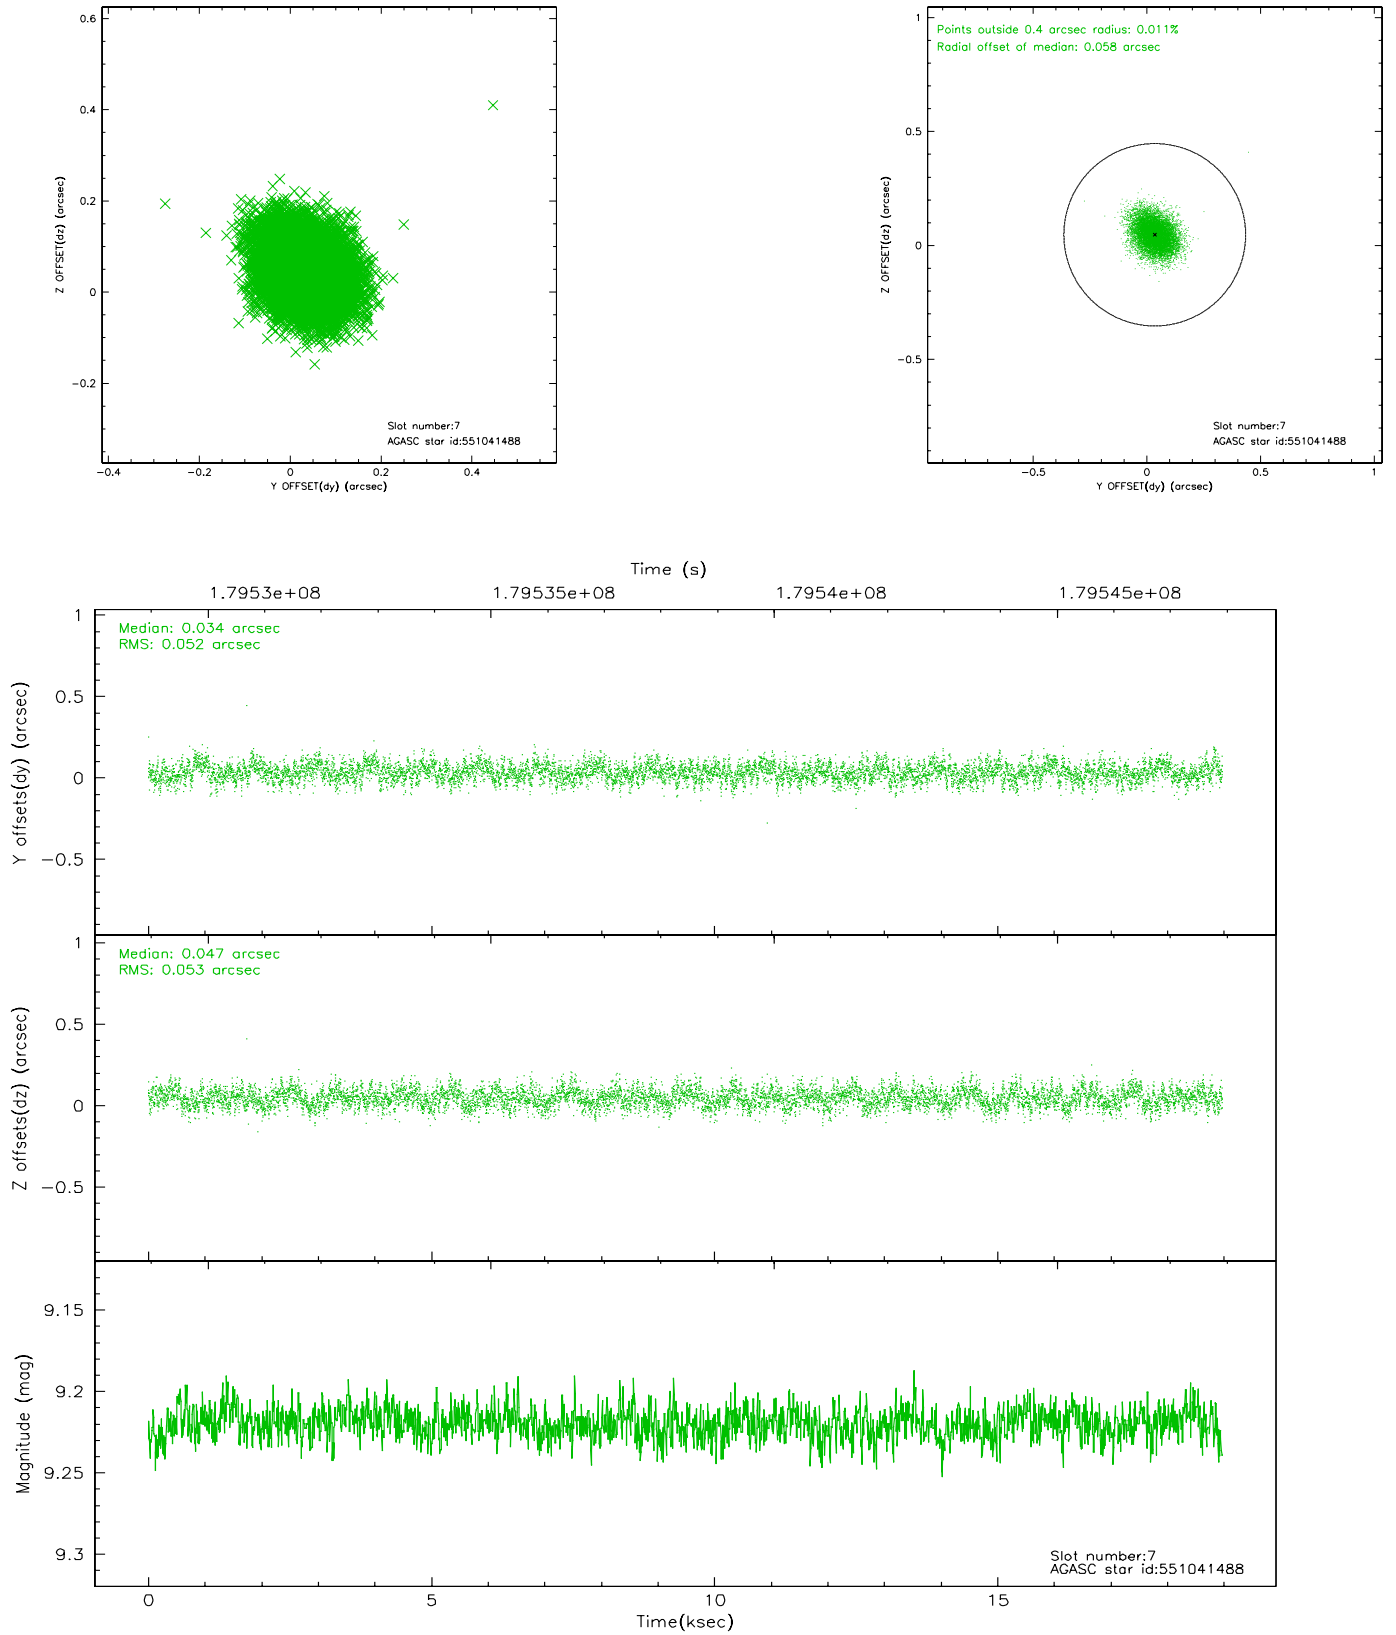 0.6
0.4
0.2
0
−0.2
Z OFFSET(dz) (arcsec)
Slot number:7
AGASC star id:551041488
−0.4 −0.2 0 0.2 0.4
Y OFFSET(dy) (arcsec)
Points outside 0.4 arcsec radius: 0.011%
Radial offset of median: 0.058 arcsec
1
0.5
0
−0.5
Z OFFSET(dz) (arcsec)
Slot number:7
AGASC star id:551041488
−0.5 0 0.5 1
Y OFFSET(dy) (arcsec)
Time (s)
1.7953e+08 1.79535e+08 1.7954e+08 1.79545e+08
Median: 0.034 arcsec
RMS: 0.052 arcsec
1
0.5
0
−0.5
Y offsets(dy) (arcsec)
Median: 0.047 arcsec
RMS: 0.053 arcsec
1
0.5
0
−0.5
Z offsets(dz) (arcsec)
9.15
9.2
9.25
9.3
Magnitude (mag)
Slot number:7
AGASC star id:551041488
0 5 10 15
Time(ksec)